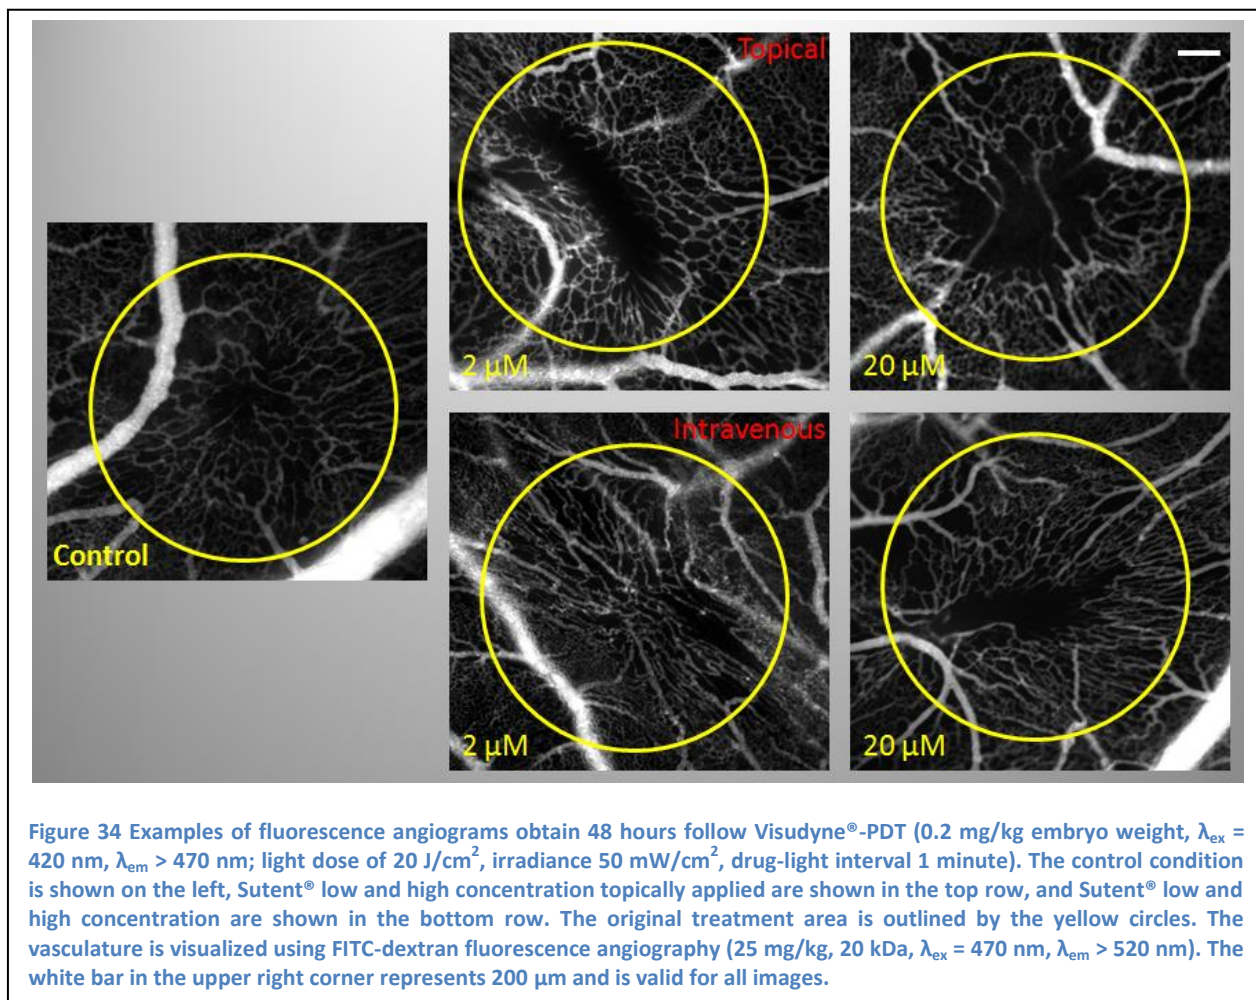 Topical
2 μM
20 μM
Control
Intravenous
2 μM
20 μM
Figure 34 Examples of fluorescence angiograms obtain 48 hours follow Visudyne®-PDT (0.2 mg/kg embryo weight, λex =
420 nm, λem > 470 nm; light dose of 20 J/cm², irradiance 50 mW/cm², drug-light interval 1 minute). The control condition
is shown on the left, Sutent® low and high concentration topically applied are shown in the top row, and Sutent® low and
high concentration are shown in the bottom row. The original treatment area is outlined by the yellow circles. The
vasculature is visualized using FITC-dextran fluorescence angiography (25 mg/kg, 20 kDa, λex = 470 nm, λem > 520 nm). The
white bar in the upper right corner represents 200 μm and is valid for all images.